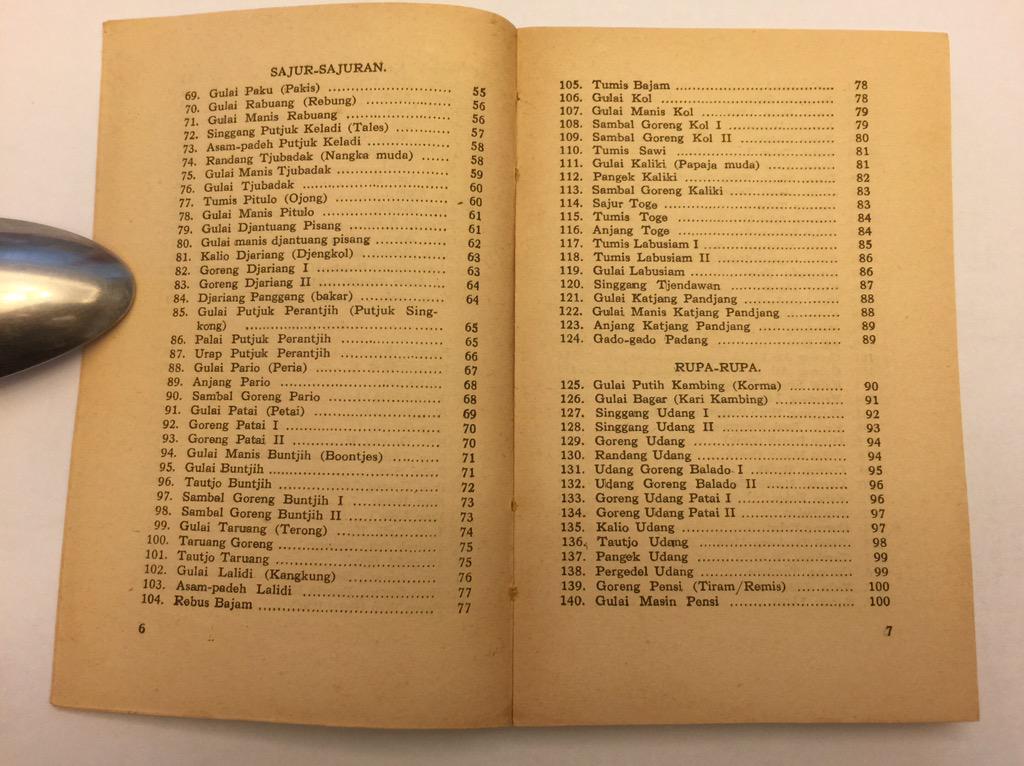 SAJUR-SAJURAN.
69. Gulai Paku (Pakis) ........................ 55
70. Gulai Rabuang (Rebung) .................. 56
71. Gulai Manis Rabuang ..................... 56
72. Singgang Putjuk Keladi (Tales) ............ 57
73. Asam-padeh Putjuk Keladi ................. 58
74. Randang Tjubadak (Nangka muda) ...... 58
75. Gulai Manis Tjubadak ..................... 59
76. Gulai Tjubadak ........................... 60
77. Tumis Pitulo (Ojong) ..................... 60
78. Gulai Manis Pitulo ........................ 61
79. Gulai Djantuang Pisang ................... 61
80. Gulai manis djantuang pisang ............. 62
81. Kalio Djariang (Djengkol) ................. 63
82. Goreng Djariang I ........................ 63
83. Goreng Djariang II ....................... 64
84. Djariang Panggang (bakar) ................ 64
85. Gulai Putjuk Perantjih (Putjuk Sing-
kong) ................................. 65
86. Palai Putjuk Perantjih .................... 65
87. Urap Putjuk Perantjih .................... 66
88. Gulai Pario (Peria) ....................... 67
89. Anjang Pario ............................. 68
90. Sambal Goreng Pario ..................... 68
91. Gulai Patai (Petai) ....................... 69
92. Goreng Patai I ........................... 70
93. Goreng Patai II .......................... 70
94. Gulai Manis Buntjih (Boontjes) ........... 71
95. Gulai Buntjih ............................ 71
96. Tautjo Buntjih ........................... 72
97. Sambal Goreng Buntjih I ................. 73
98. Sambal Goreng Buntjih II ................ 73
99. Gulai Taruang (Terong) .................. 74
100. Taruang Goreng ......................... 75
101. Tautjo Taruang .......................... 75
102. Gulai Lalidi (Kangkung) ................. 76
103. Asam-padeh Lalidi ....................... 77
104. Rebus Bajam ............................ 77
6
105. Tumis Bajam ............................ 78
106. Gulai Kol ............................... 78
107. Gulai Manis Kol ......................... 79
108. Sambal Goreng Kol I .................... 79
109. Sambal Goreng Kol II ................... 80
110. Tumis Sawi ............................. 81
111. Gulai Kaliki (Papaja muda) .............. 81
112. Pangek Kaliki ........................... 82
113. Sambal Goreng Kaliki .................... 83
114. Sajur Toge .............................. 83
115. Tumis Toge ............................. 84
116. Anjang Toge ............................ 84
117. Tumis Labusiam I ....................... 85
118. Tumis Labusiam II ...................... 86
119. Gulai Labusiam ......................... 86
120. Singgang Tjendawan ..................... 87
121. Gulai Katjang Pandjang .................. 88
122. Gulai Manis Katjang Pandjang ........... 88
123. Anjang Katjang Pandjang ................ 89
124. Gado-gado Padang ....................... 89
RUPA-RUPA.
125. Gulai Putih Kambing (Korma) ............ 90
126. Gulai Bagar (Kari Kambing) .............. 91
127. Singgang Udang I ....................... 92
128. Singgang Udang II ...................... 93
129. Goreng Udang ........................... 94
130. Randang Udang ......................... 94
131. Udang Goreng Balado I .................. 95
132. Udang Goreng Balado II ................. 96
133. Goreng Udang Patai I ................... 96
134. Goreng Udang Patai II .................. 97
135. Kalio Udang ............................. 97
136. Tautjo Udang ........................... 98
137. Pangek Udang .......................... 99
138. Pergedel Udang ......................... 99
139. Goreng Pensi (Tiram/Remis) ............. 100
140. Gulai Masin Pensi ....................... 100
7